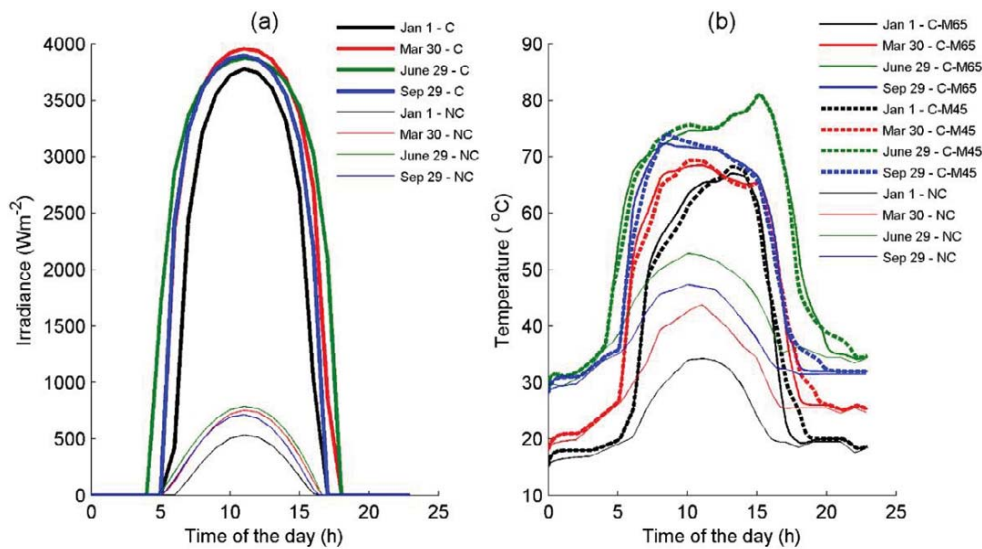 (a)
Irradiance (Wm-2)
4000
3500
3000
2500
2000
1500
1000
500
0
0 5 10 15 20 25
Time of the day (h)
Jan 1 - C
Mar 30 - C
June 29 - C
Sep 29 - C
Jan 1 - NC
Mar 30 - NC
June 29 - NC
Sep 29 - NC
(b)
Temperature ( oC)
90
80
70
60
50
40
30
20
10
0 5 10 15 20 25
Time of the day (h)
Jan 1 - C-M65
Mar 30 - C-M65
June 29 - C-M65
Sep 29 - C-M65
Jan 1 - C-M45
Mar 30 - C-M45
June 29 - C-M45
Sep 29 - C-M45
Jan 1 - NC
Mar 30 - NC
June 29 - NC
Sep 29 - NC